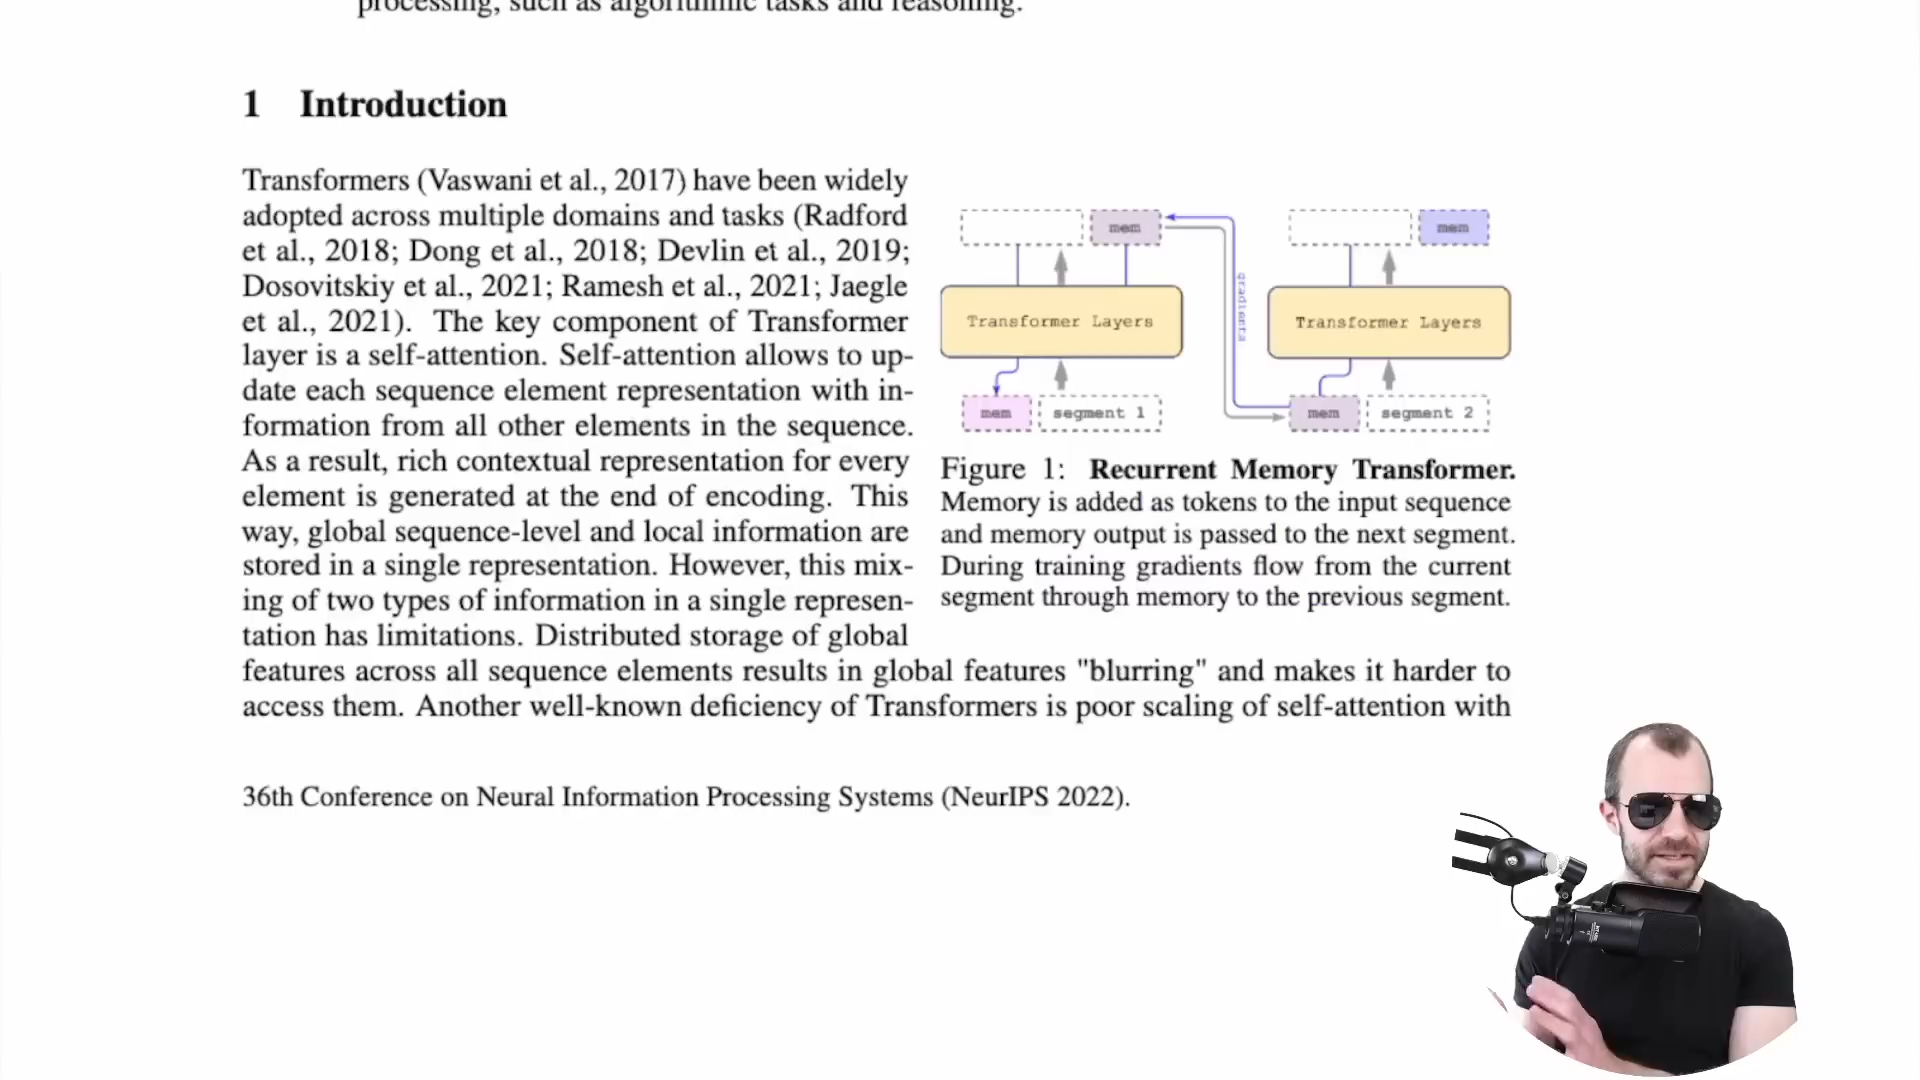 processing, such as algorithmic tasks and reasoning.
1 Introduction
Transformers (Vaswani et al., 2017) have been widely
adopted across multiple domains and tasks (Radford
et al., 2018; Dong et al., 2018; Devlin et al., 2019;
Dosovitskiy et al., 2021; Ramesh et al., 2021; Jaegle
et al., 2021). The key component of Transformer
layer is a self-attention. Self-attention allows to up-
date each sequence element representation with in-
formation from all other elements in the sequence.
As a result, rich contextual representation for every
element is generated at the end of encoding. This
way, global sequence-level and local information are
stored in a single representation. However, this mix-
ing of two types of information in a single represen-
tation has limitations. Distributed storage of global
features across all sequence elements results in global features "blurring" and makes it harder to
access them. Another well-known deficiency of Transformers is poor scaling of self-attention with
mem
mem
Transformer Layers
gradients
Transformer Layers
mem
segment 1
mem
segment 2
Figure 1: Recurrent Memory Transformer.
Memory is added as tokens to the input sequence
and memory output is passed to the next segment.
During training gradients flow from the current
segment through memory to the previous segment.
36th Conference on Neural Information Processing Systems (NeurIPS 2022).